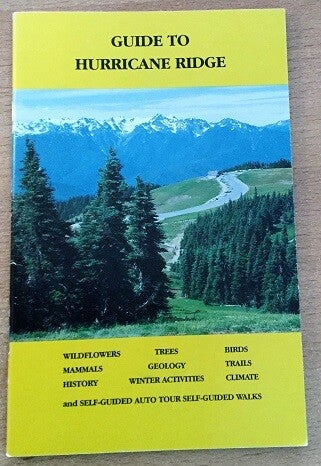 GUIDE TO
HURRICANE RIDGE
WILDFLOWERS TREES BIRDS
MAMMALS GEOLOGY TRAILS
HISTORY WINTER ACTIVITIES CLIMATE
and SELF-GUIDED AUTO TOUR SELF-GUIDED WALKS